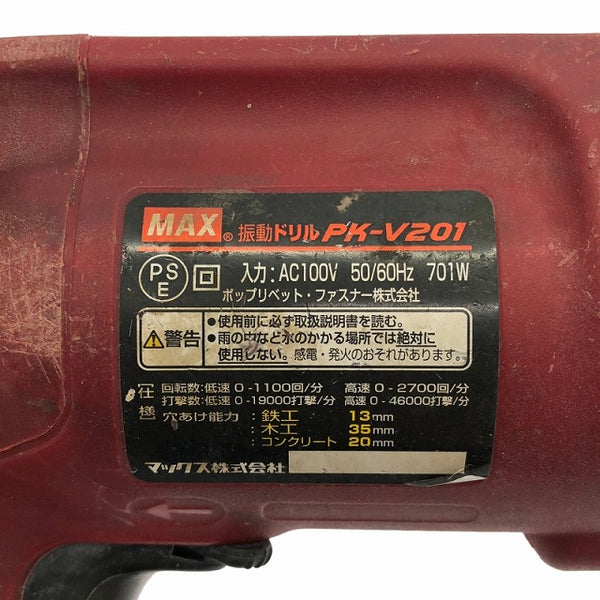 MAX® 振動ドリル PK-V201
PSE 入力:AC100V 50/60Hz 701W
ポップリベット・ファスナー株式会社
警告
●使用前に必ず取扱説明書を読む。
●雨の中など水のかかる場所では絶対に
使用しない。感電・発火のおそれがあります。
仕様
回転数:低速 0-1100回/分 高速 0-2700回/分
打撃数:低速 0-19000打撃/分 高速 0-46000打撃/分
穴あけ能力:鉄工 13mm
:木工 35mm
:コンクリート 20mm
マックス株式会社